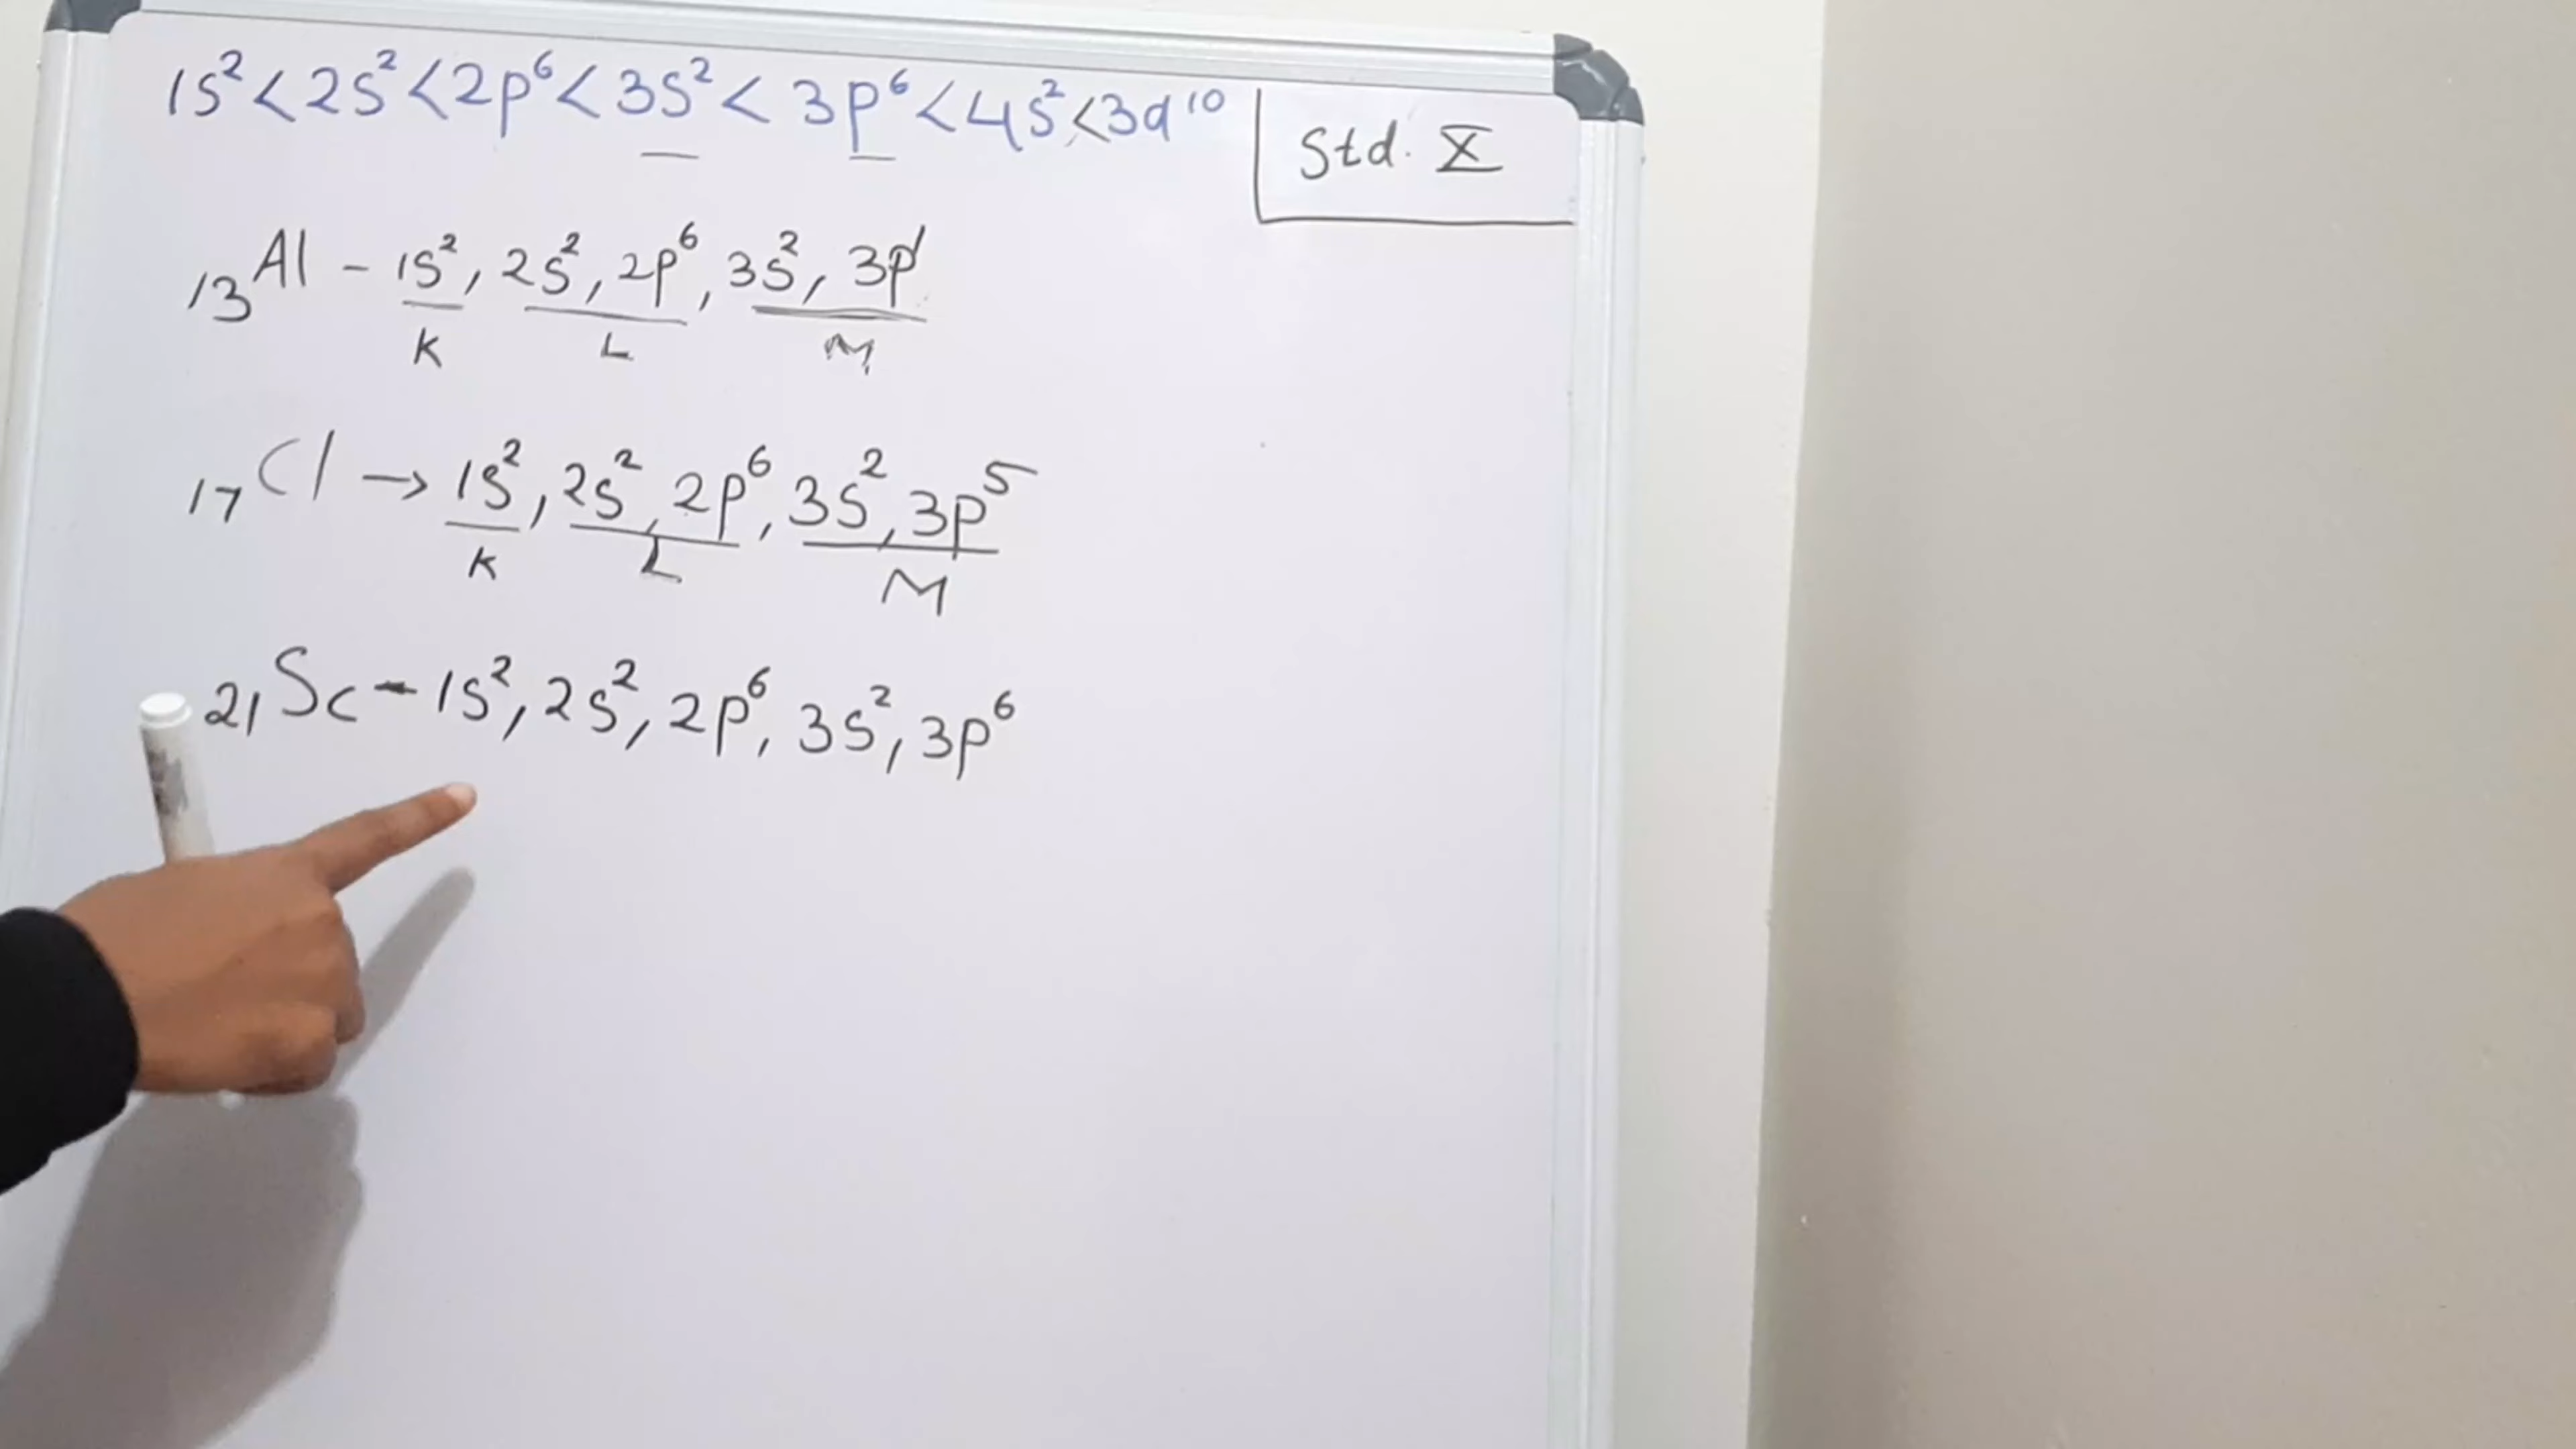 1s² < 2s² < 2p⁶ < 3s² < 3p⁶ < 4s² < 3d¹⁰
Std. X
₁₃Al - 1s², 2s², 2p⁶, 3s², 3p¹
K L M
₁₇Cl → 1s², 2s², 2p⁶, 3s², 3p⁵
K L M
₂₁Sc - 1s², 2s², 2p⁶, 3s², 3p⁶